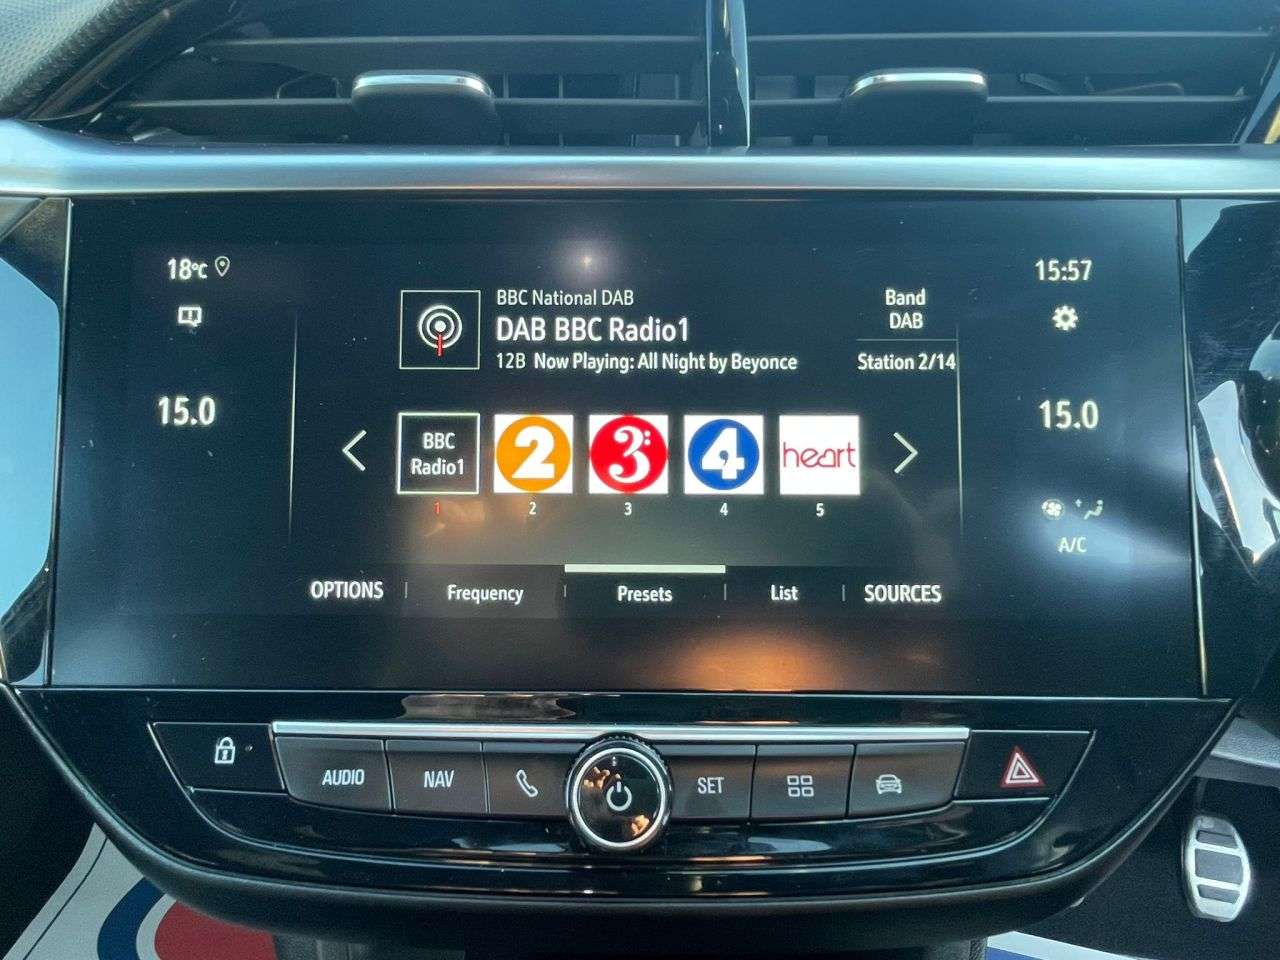 18°C
15:57
BBC National DAB
DAB BBC Radio1
12B Now Playing: All Night by Beyonce
Band
DAB
Station 2/14
15.0
15.0
BBC
Radio1
2
3:
4
heart
1
2
3
4
5
A/C
OPTIONS
Frequency
Presets
List
SOURCES
AUDIO
NAV
SET